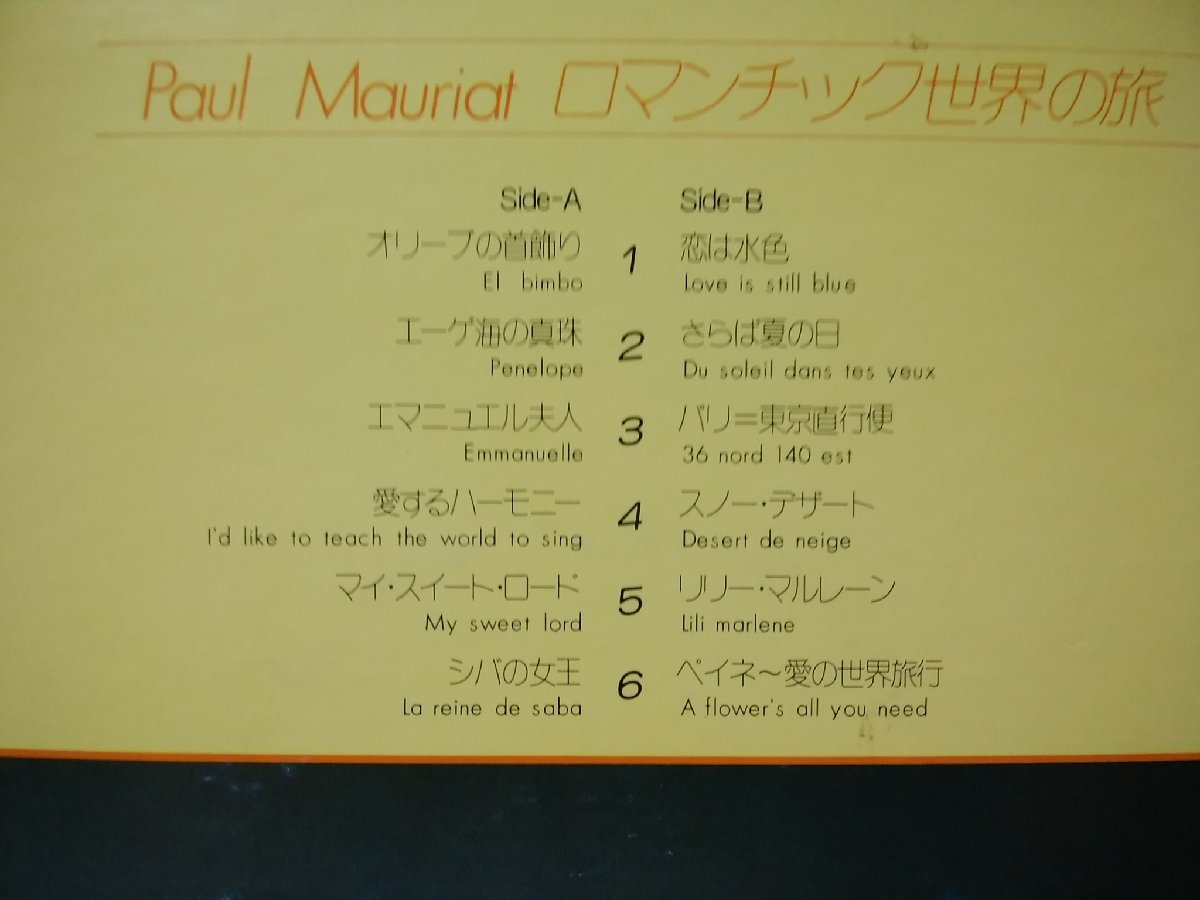 Paul Mauriat ロマンチック世界の旅
Side-A
オリーブの首飾り
El bimbo
エーゲ海の真珠
Penelope
エマニュエル夫人
Emmanuelle
愛するハーモニー
I'd like to teach the world to sing
マイ・スイート・ロード
My sweet lord
シバの女王
La reine de saba
1
2
3
4
5
6
Side-B
恋は水色
Love is still blue
さらば夏の日
Du soleil dans tes yeux
パリ=東京直行便
36 nord 140 est
スノー・デザート
Desert de neige
リリー・マルレーン
Lili marlene
ペイネ〜愛の世界旅行
A flower's all you need